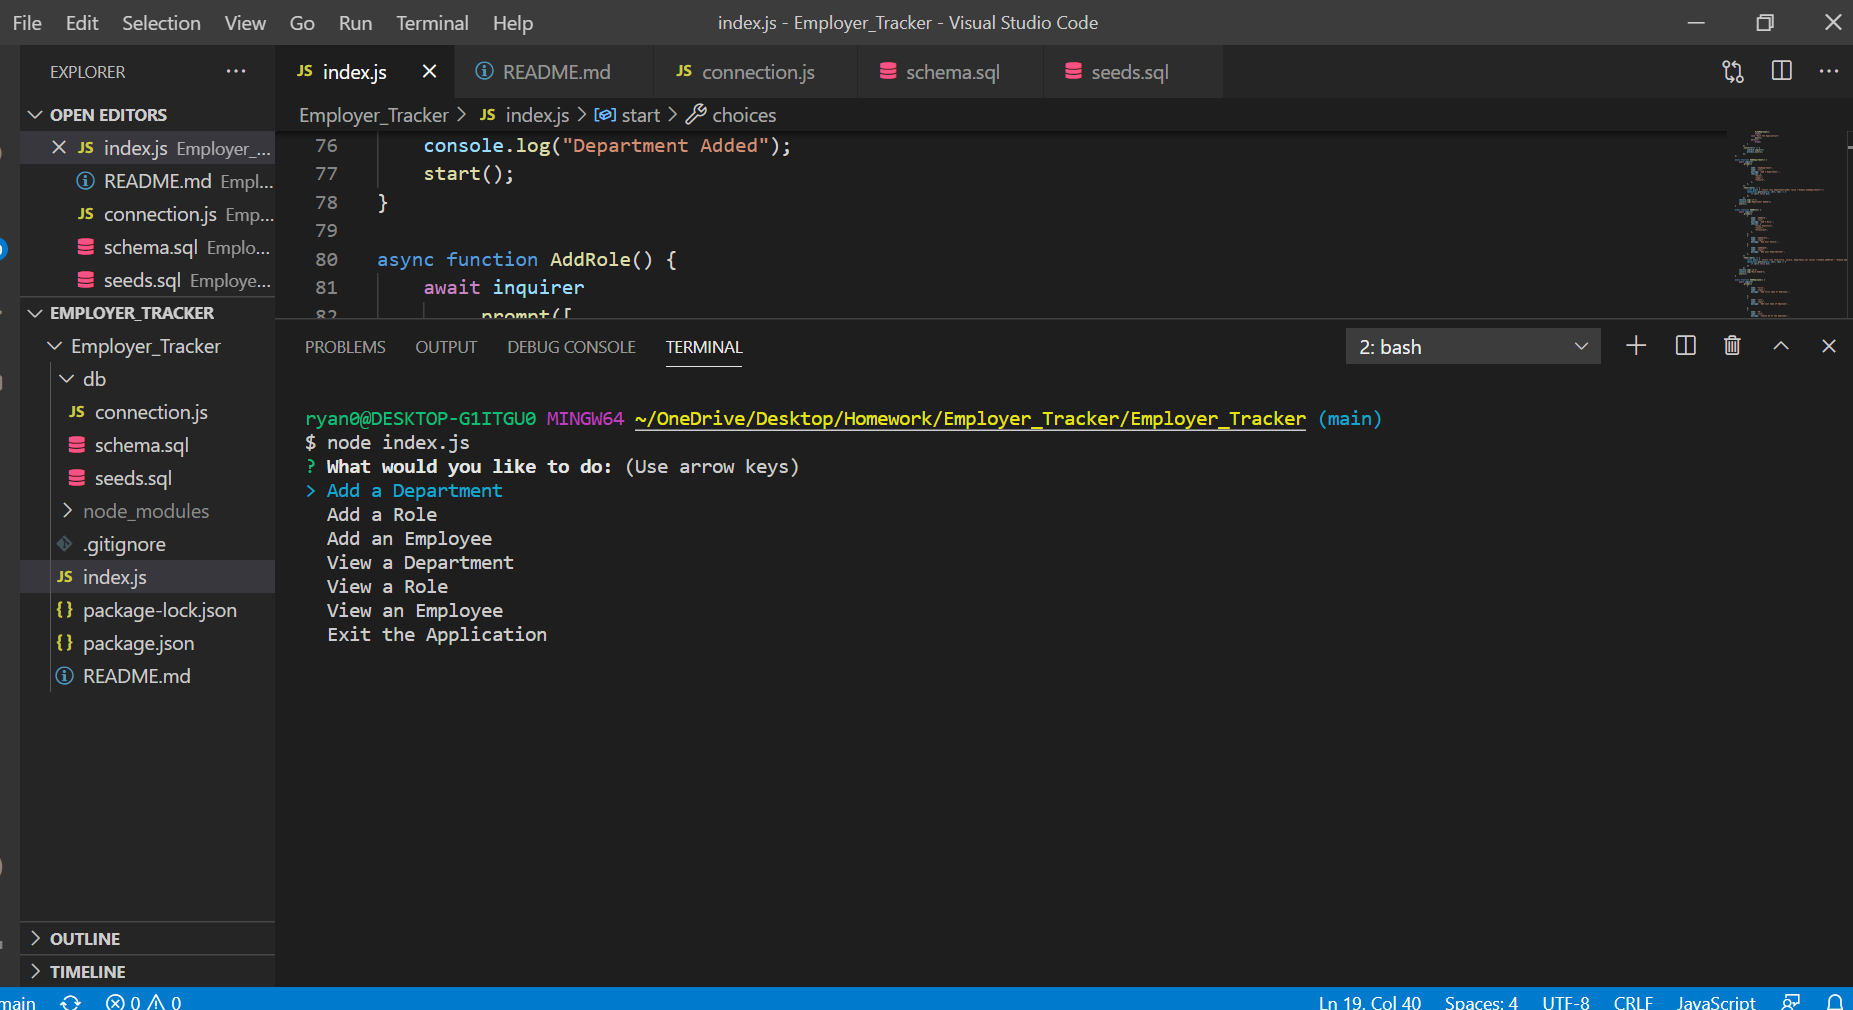 File Edit Selection View Go Run Terminal Help index.js - Employer_Tracker - Visual Studio Code
EXPLORER ···
OPEN EDITORS
JS index.js Employer_...
README.md Empl...
JS connection.js Emp...
schema.sql Emplo...
seeds.sql Employe...
EMPLOYER_TRACKER
Employer_Tracker
db
JS connection.js
schema.sql
seeds.sql
node_modules
.gitignore
JS index.js
{} package-lock.json
{} package.json
README.md
OUTLINE
TIMELINE
JS index.js README.md JS connection.js schema.sql seeds.sql
Employer_Tracker > JS index.js > start > choices
76 console.log("Department Added");
77 start();
78 }
79
80 async function AddRole() {
81 await inquirer
82 prompt([
PROBLEMS OUTPUT DEBUG CONSOLE TERMINAL 2: bash
ryan0@DESKTOP-G1ITGU0 MINGW64 ~/OneDrive/Desktop/Homework/Employer_Tracker/Employer_Tracker (main)
$ node index.js
? What would you like to do: (Use arrow keys)
> Add a Department
Add a Role
Add an Employee
View a Department
View a Role
View an Employee
Exit the Application
main 0 0 Ln 19, Col 40 Spaces: 4 UTF-8 CRLF JavaScript